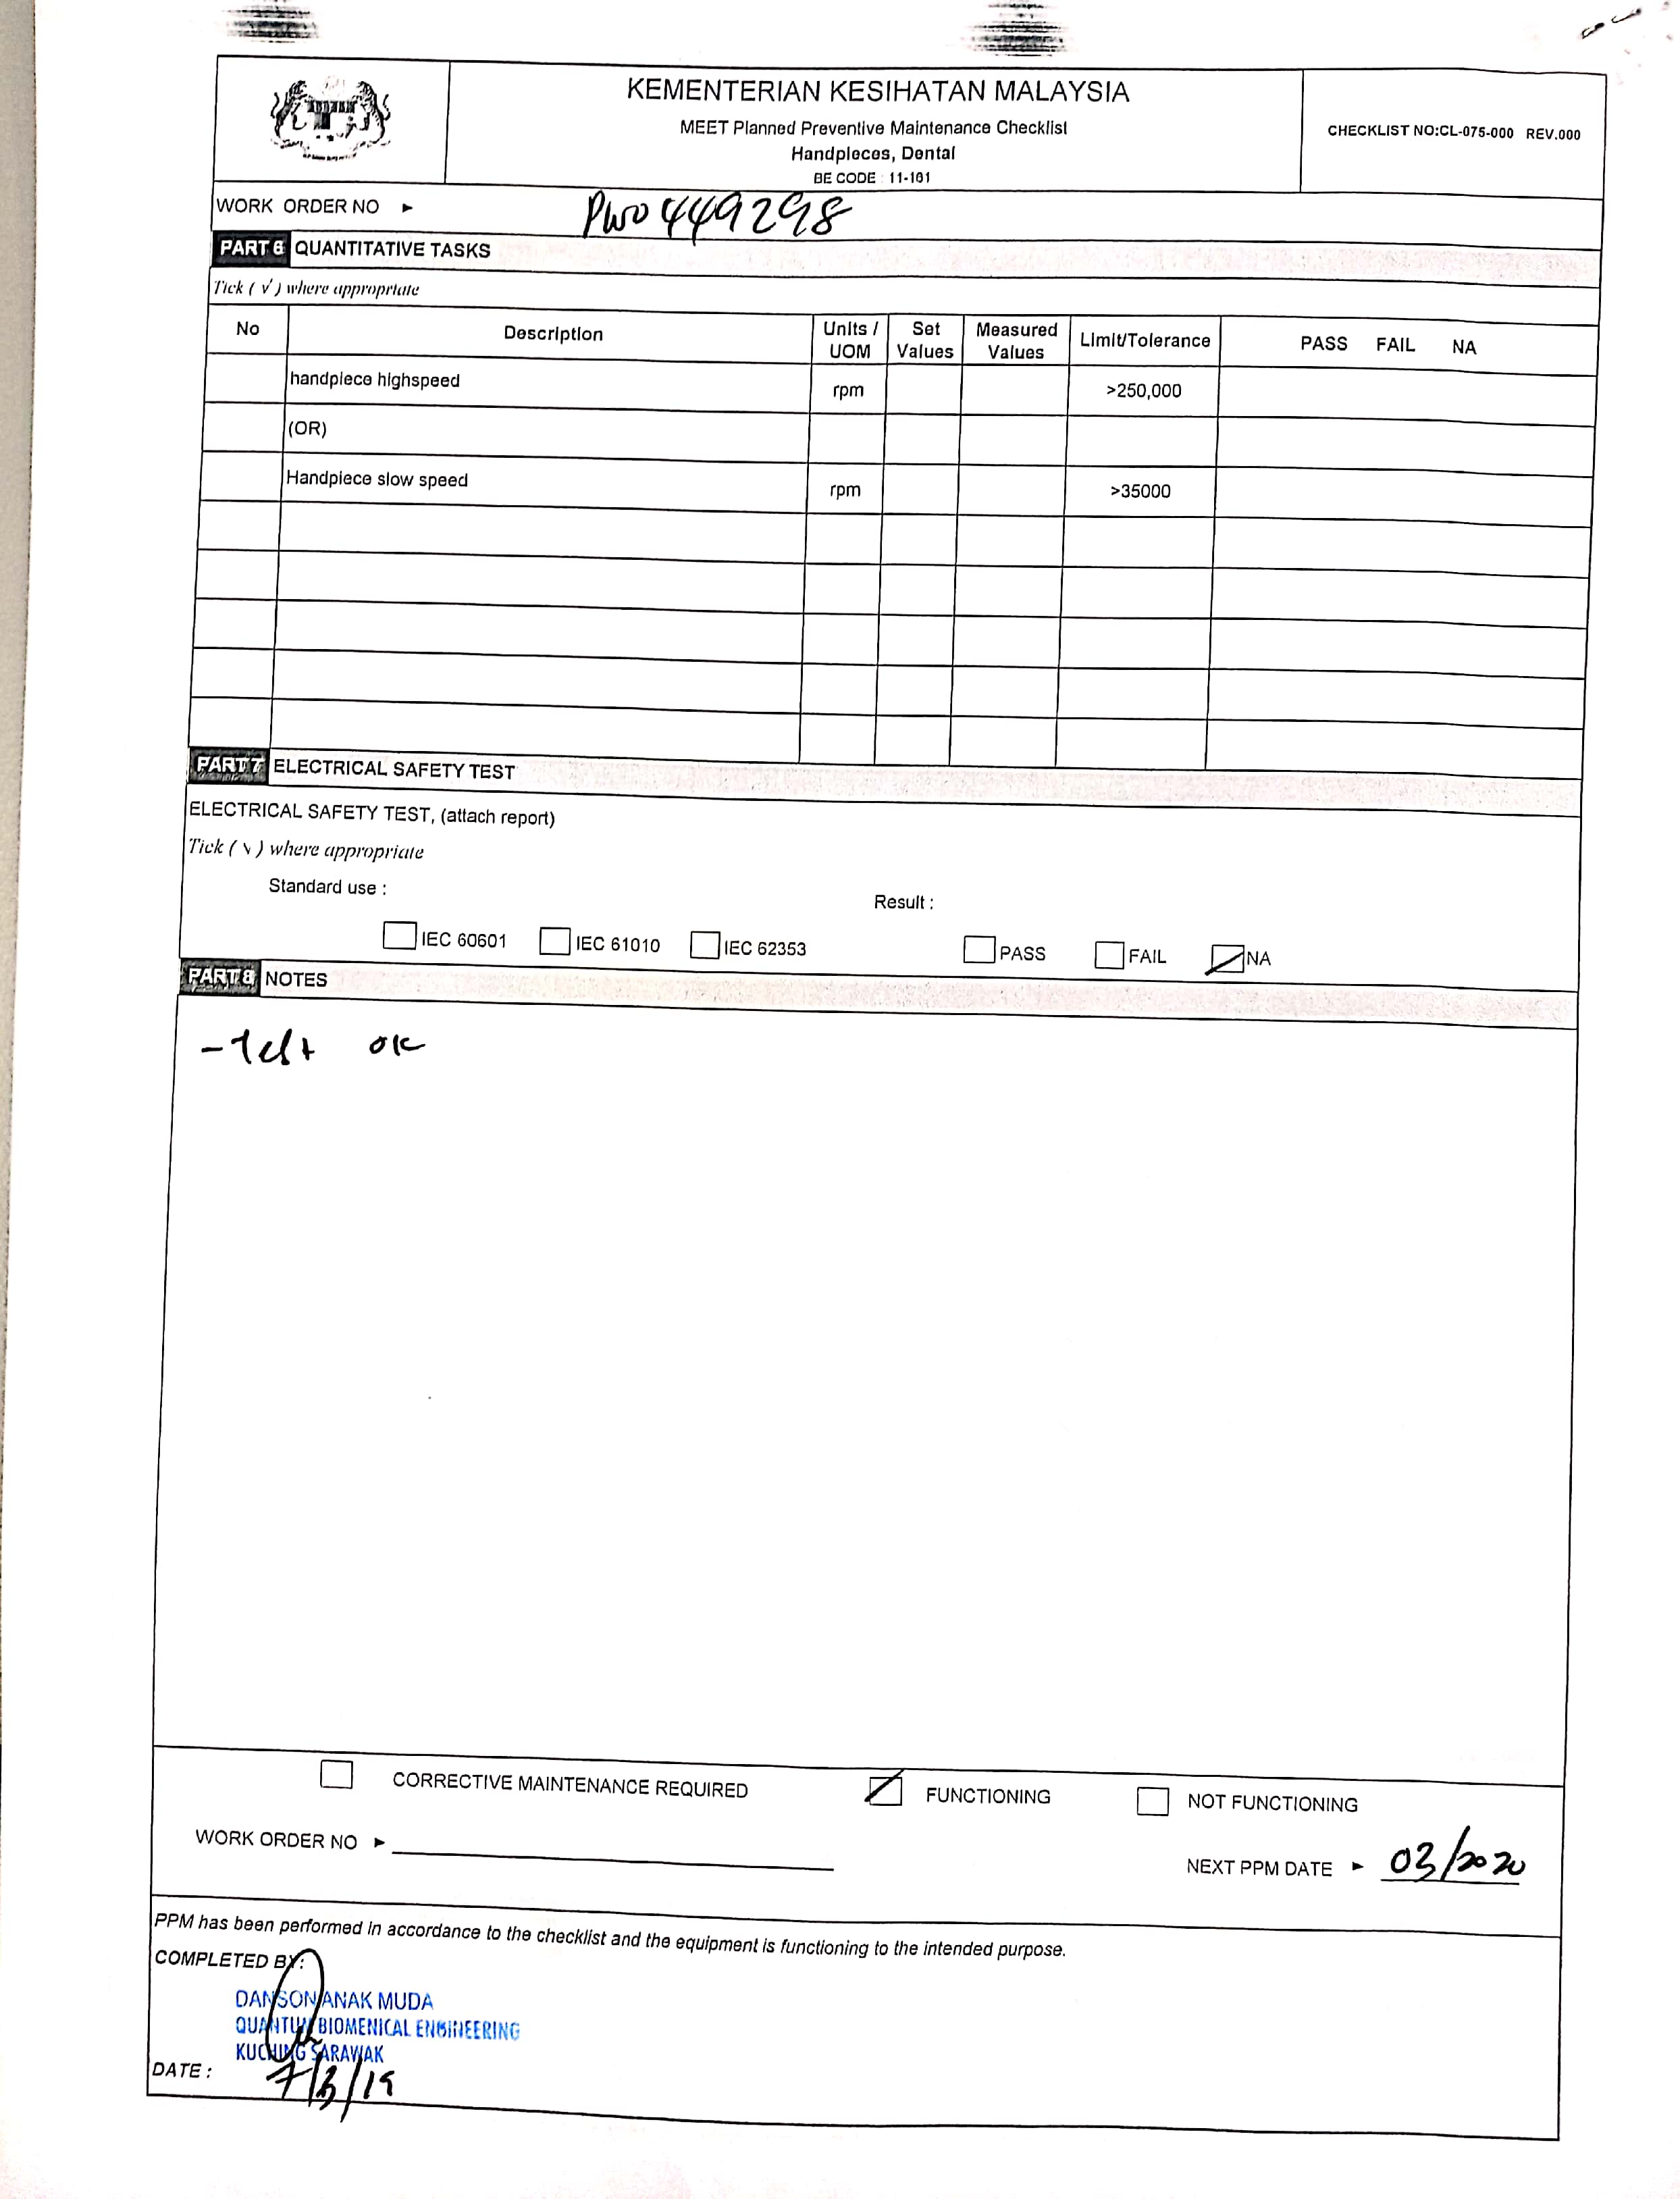 KEMENTERIAN KESIHATAN MALAYSIA
MEET Planned Preventive Maintenance Checklist
Handpieces, Dental
BE CODE : 11-101
CHECKLIST NO:CL-075-000 REV.000
WORK ORDER NO ► PWO449298
PART 6 QUANTITATIVE TASKS
Tick ( √ ) where appropriate
No Description Units / UOM Set Values Measured Values Limit/Tolerance PASS FAIL NA
handpiece highspeed rpm >250,000
(OR)
Handpiece slow speed rpm >35000
PART 7 ELECTRICAL SAFETY TEST
ELECTRICAL SAFETY TEST, (attach report)
Tick ( √ ) where appropriate
Standard use : Result :
IEC 60601 IEC 61010 IEC 62353 PASS FAIL NA
PART 8 NOTES
- Test OK
CORRECTIVE MAINTENANCE REQUIRED FUNCTIONING NOT FUNCTIONING
WORK ORDER NO ► NEXT PPM DATE ► 03/2020
PPM has been performed in accordance to the checklist and the equipment is functioning to the intended purpose.
COMPLETED BY:
DANSON ANAK MUDA
QUANTUM BIOMENICAL ENGINEERING
KUCHING SARAWAK
DATE : 7/3/19